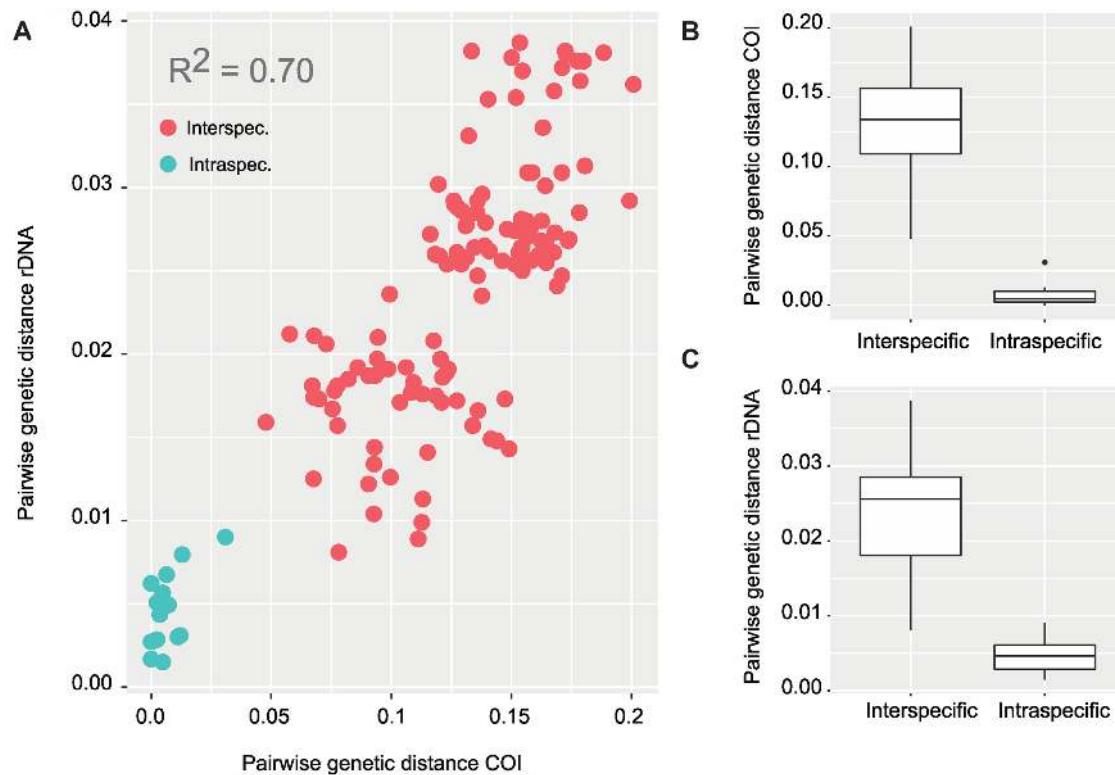 A
R² = 0.70
Interspec.
Intraspec.
Pairwise genetic distance rDNA
0.04
0.03
0.02
0.01
0.00
0.0
0.05
0.1
0.15
0.2
Pairwise genetic distance COI
B
Pairwise genetic distance COI
0.20
0.15
0.10
0.05
0.00
Interspecific
Intraspecific
C
Pairwise genetic distance rDNA
0.04
0.03
0.02
0.01
0.00
Interspecific
Intraspecific